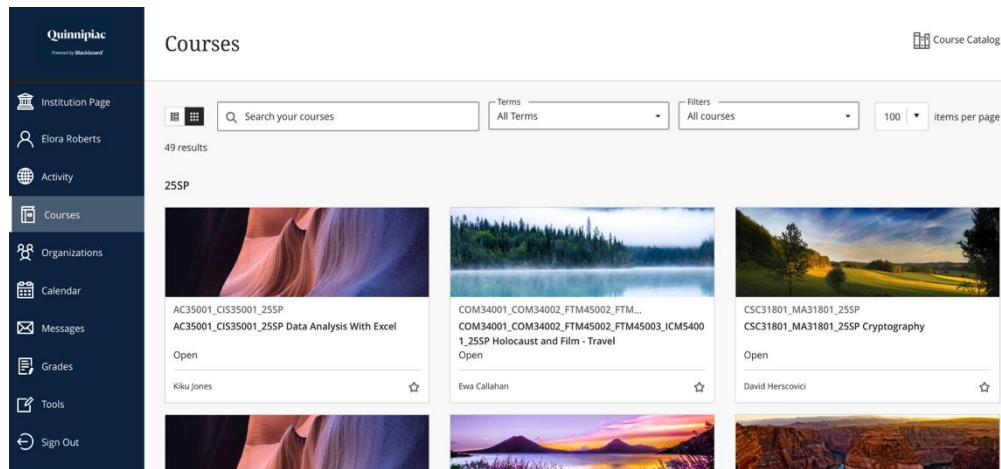 Quinnipiac
Powered by Blackboard
Institution Page
Elora Roberts
Activity
Courses
Organizations
Calendar
Messages
Grades
Tools
Sign Out
Courses
Course Catalog
Search your courses
Terms
All Terms
Filters
All courses
100
items per page
49 results
25SP
AC35001_CIS35001_25SP
AC35001_CIS35001_25SP Data Analysis With Excel
Open
Kiku Jones
COM34001_COM34002_FTM45002_FTM...
COM34001_COM34002_FTM45002_FTM45003_ICM5400
1_25SP Holocaust and Film - Travel
Open
Ewa Callahan
CSC31801_MA31801_25SP
CSC31801_MA31801_25SP Cryptography
Open
David Herscovici